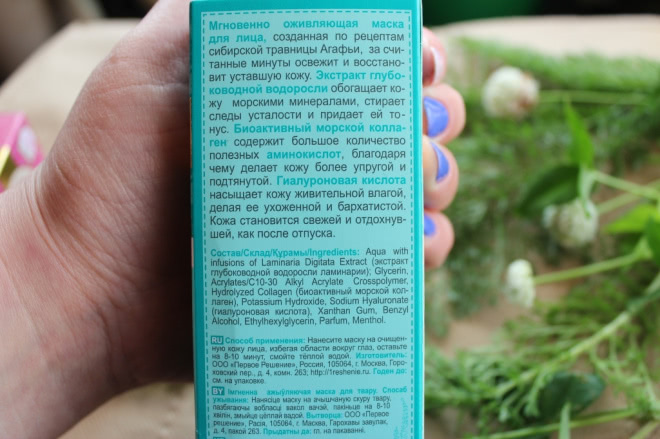 Мгновенно оживляющая маска
для лица, созданная по рецептам
сибирской травницы Агафьи, за счи-
танные минуты освежит и восстано-
вит уставшую кожу. Экстракт глубо-
ководной водоросли обогащает ко-
жу морскими минералами, стирает
следы усталости и придает ей то-
нус. Биоактивный морской колла-
ген содержит большое количество
полезных аминокислот, благодаря
чему делает кожу более упругой и
подтянутой. Гиалуроновая кислота
насыщает кожу живительной влагой,
делая ее ухоженной и бархатистой.
Кожа становится свежей и отдохнув-
шей, как после отпуска.
Состав/Склад/Құрамы/Ingredients: Aqua with
infusions of Laminaria Digitata Extract (экстракт
глубоководной водоросли ламинарии); Glycerin,
Acrylates/C10-30 Alkyl Acrylate Crosspolymer,
Hydrolyzed Collagen (биоактивный морской кол-
лаген), Potassium Hydroxide, Sodium Hyaluronate
(гиалуроновая кислота), Xanthan Gum, Benzyl
Alcohol, Ethylhexylglycerin, Parfum, Menthol.
RU Способ применения: Нанесите маску на очищен-
ную кожу лица, избегая области вокруг глаз, оставьте
на 8-10 минут, смойте тёплой водой. Изготовитель:
ООО «Первое Решение», Россия, 105064, г. Москва, Горо-
ховский пер., д. 4, комн. 263; http://1reshenie.ru. Годен до:
см. на упаковке.
BY Імгненна ажыўляючая маска для твару. Спосаб
ужывання: Нанясіце маску на ачышчаную скуру твару,
пазбягаючы вобласці вакол вачэй, пакіньце на 8-10
хвілін, змыйце цёплай вадой. Вытворца: ООО «Первое
решение», Расія, 105064, г. Масква, Гарохавы завулак,
д. 4, пакой 263. Прыдатны да: гл. на пакаванні.